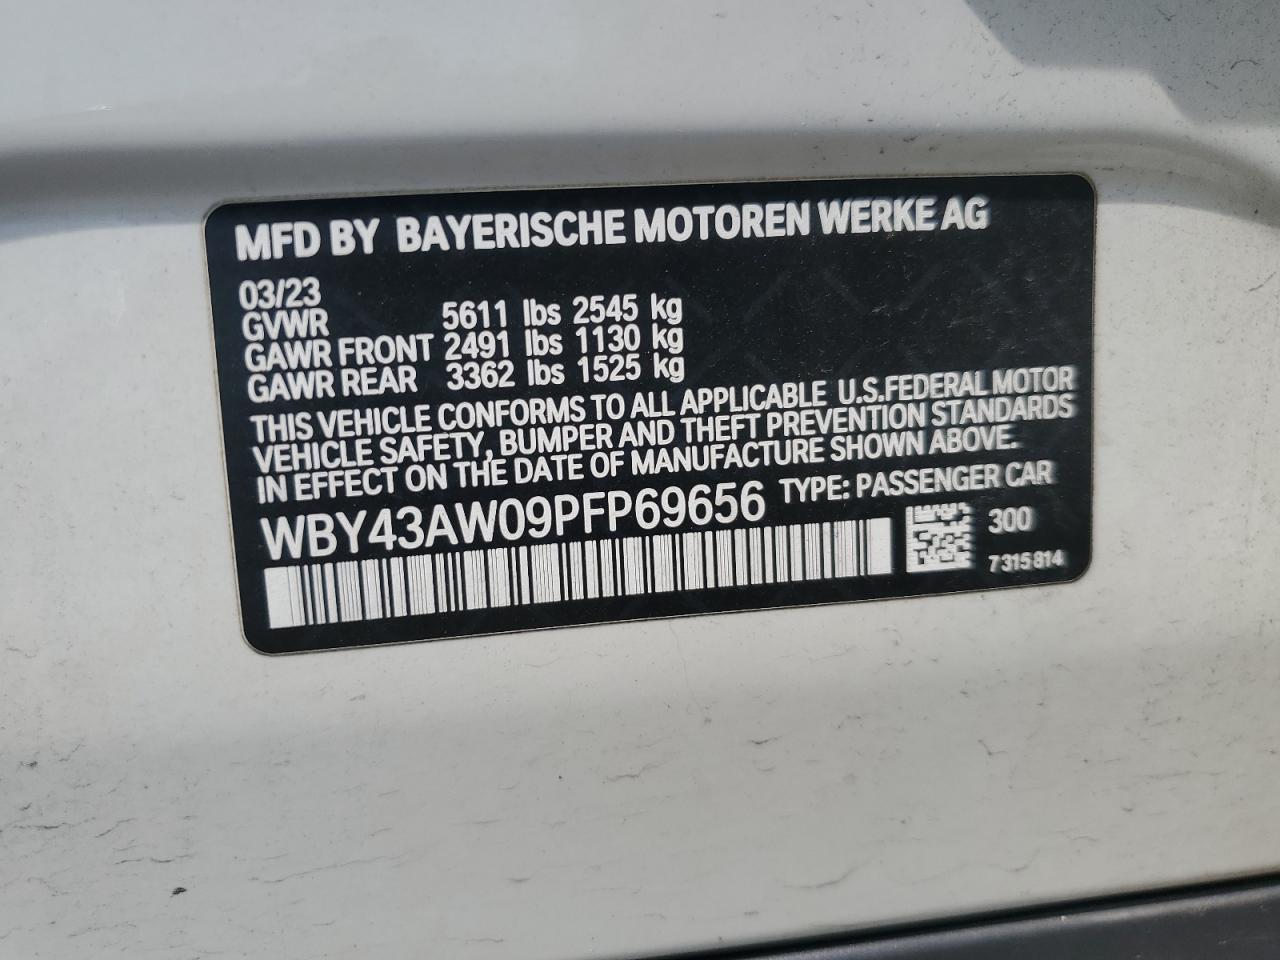 MFD BY BAYERISCHE MOTOREN WERKE AG
03/23
GVWR 5611 lbs 2545 kg
GAWR FRONT 2491 lbs 1130 kg
GAWR REAR 3362 lbs 1525 kg
THIS VEHICLE CONFORMS TO ALL APPLICABLE U.S.FEDERAL MOTOR
VEHICLE SAFETY, BUMPER AND THEFT PREVENTION STANDARDS
IN EFFECT ON THE DATE OF MANUFACTURE SHOWN ABOVE.
WBY43AW09PFP69656 TYPE: PASSENGER CAR
300
7315814